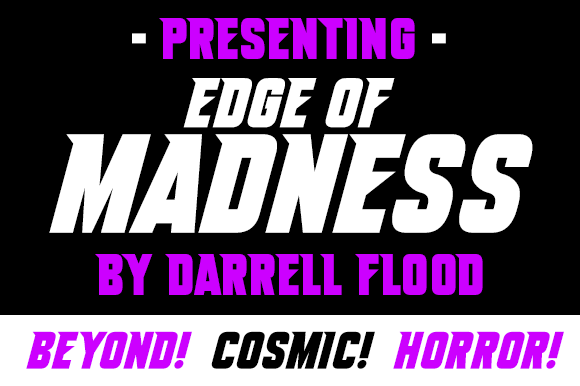 - PRESENTING -
EDGE OF
MADNESS
BY DARRELL FLOOD
BEYOND! COSMIC! HORROR!